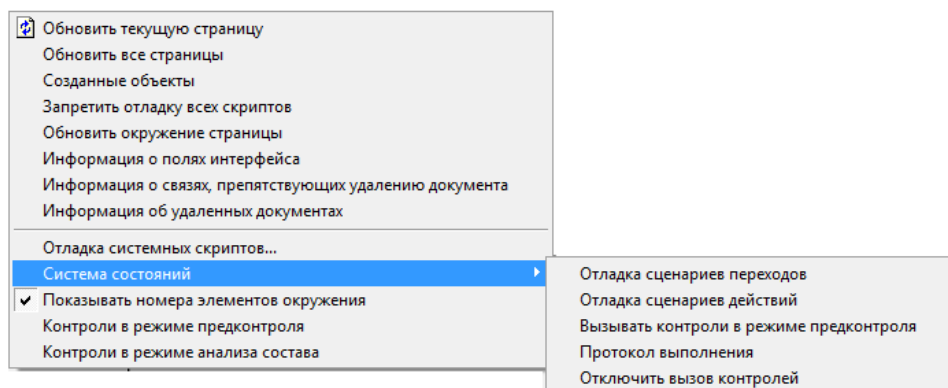 Обновить текущую страницу
Обновить все страницы
Созданные объекты
Запретить отладку всех скриптов
Обновить окружение страницы
Информация о полях интерфейса
Информация о связях, препятствующих удалению документа
Информация об удаленных документах
Отладка системных скриптов...
Система состояний
Показывать номера элементов окружения
Контроли в режиме предконтроля
Контроли в режиме анализа состава
Отладка сценариев переходов
Отладка сценариев действий
Вызывать контроли в режиме предконтроля
Протокол выполнения
Отключить вызов контролей